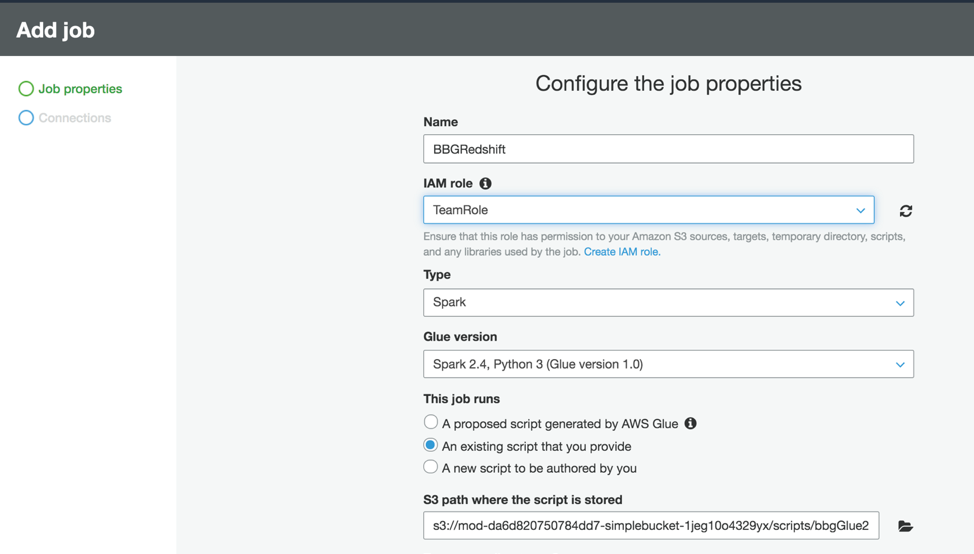 Add job
Job properties
Connections
Configure the job properties
Name
BBGRedshift
IAM role
TeamRole
Ensure that this role has permission to your Amazon S3 sources, targets, temporary directory, scripts,
and any libraries used by the job. Create IAM role.
Type
Spark
Glue version
Spark 2.4, Python 3 (Glue version 1.0)
This job runs
A proposed script generated by AWS Glue
An existing script that you provide
A new script to be authored by you
S3 path where the script is stored
s3://mod-da6d820750784dd7-simplebucket-1jeg10o4329yx/scripts/bbgGlue2